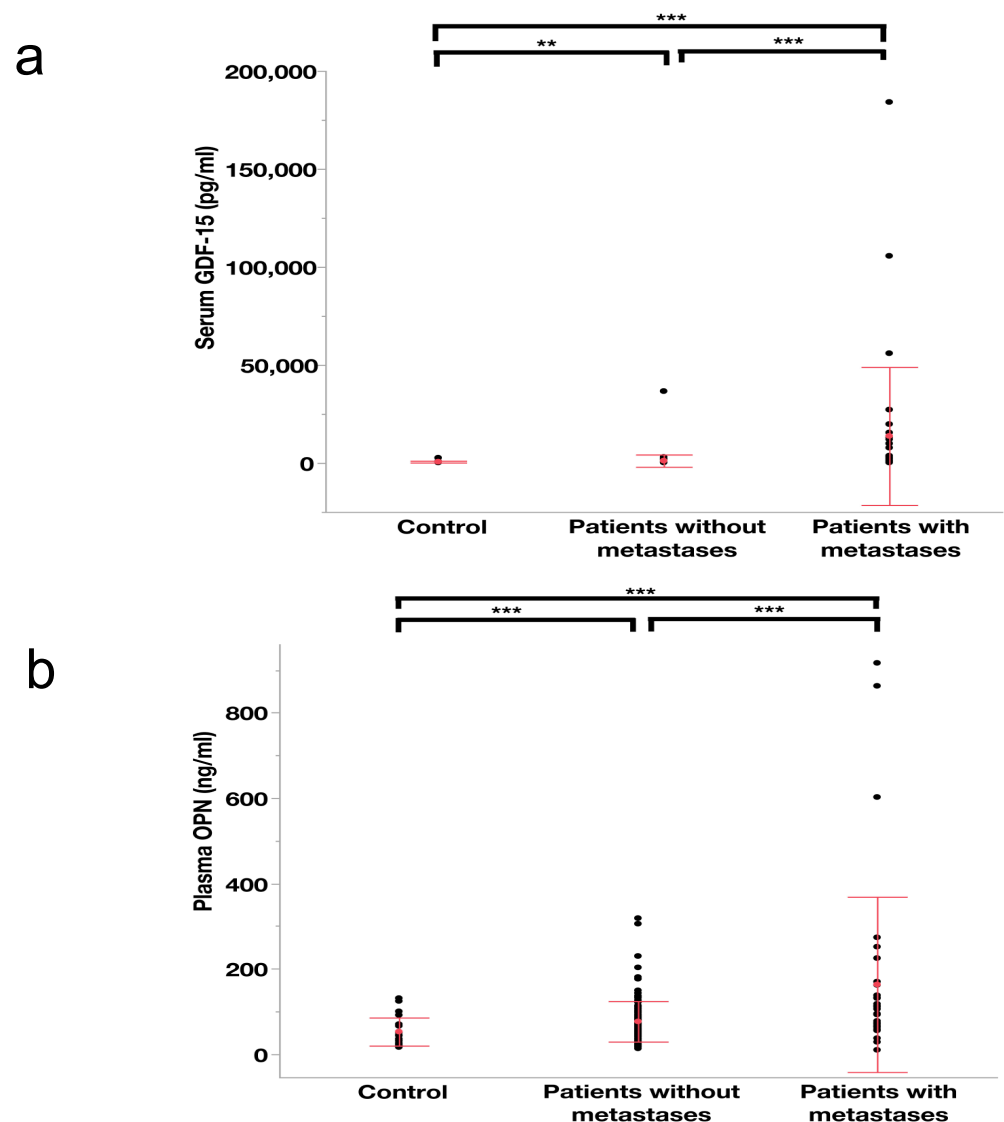 a
***
**
***
200,000
150,000
100,000
50,000
0
Serum GDF-15 (pg/ml)
Control
Patients without
metastases
Patients with
metastases
b
***
***
***
800
600
400
200
0
Plasma OPN (ng/ml)
Control
Patients without
metastases
Patients with
metastases